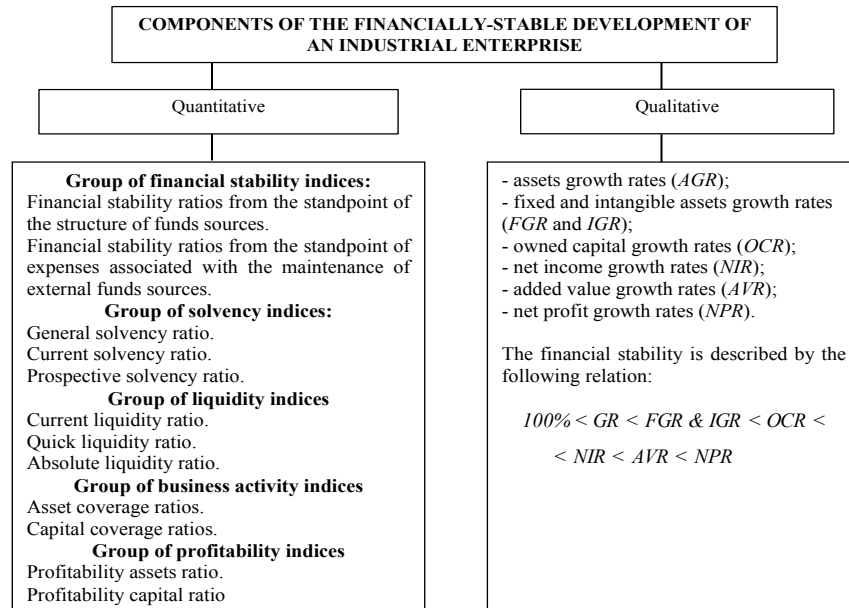 COMPONENTS OF THE FINANCIALLY-STABLE DEVELOPMENT OF
AN INDUSTRIAL ENTERPRISE
Quantitative
Qualitative
Group of financial stability indices:
Financial stability ratios from the standpoint of
the structure of funds sources.
Financial stability ratios from the standpoint of
expenses associated with the maintenance of
external funds sources.
Group of solvency indices:
General solvency ratio.
Current solvency ratio.
Prospective solvency ratio.
Group of liquidity indices
Current liquidity ratio.
Quick liquidity ratio.
Absolute liquidity ratio.
Group of business activity indices
Asset coverage ratios.
Capital coverage ratios.
Group of profitability indices
Profitability assets ratio.
Profitability capital ratio
- assets growth rates (AGR);
- fixed and intangible assets growth rates
(FGR and IGR);
- owned capital growth rates (OCR);
- net income growth rates (NIR);
- added value growth rates (AVR);
- net profit growth rates (NPR).
The financial stability is described by the
following relation:
100% < GR < FGR & IGR < OCR <
< NIR < AVR < NPR